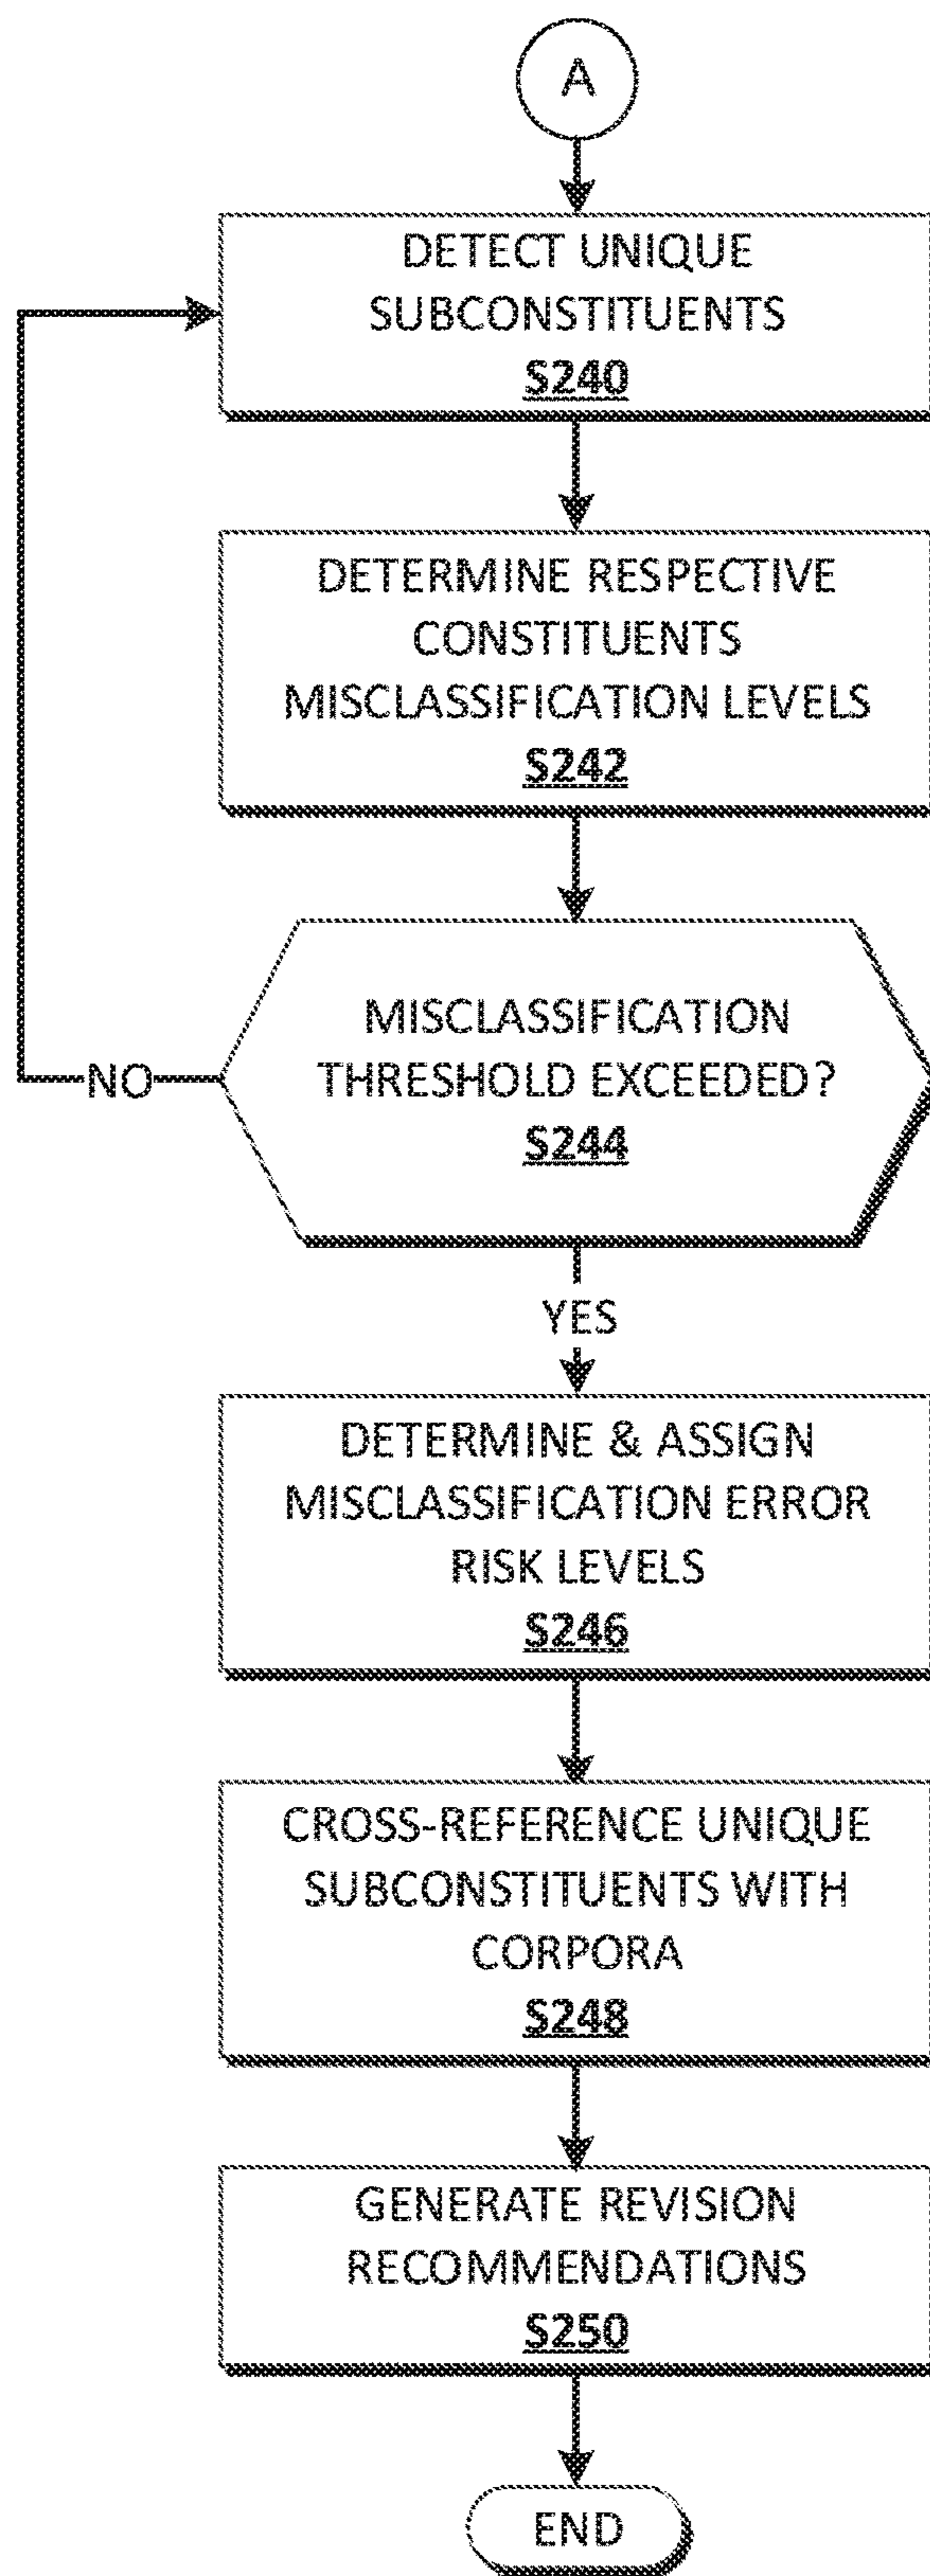 A
DETECT UNIQUE
SUBCONSTITUENTS
S240
DETERMINE RESPECTIVE
CONSTITUENTS
MISCLASSIFICATION LEVELS
S242
MISCLASSIFICATION
THRESHOLD EXCEEDED?
S244
NO
YES
DETERMINE & ASSIGN
MISCLASSIFICATION ERROR
RISK LEVELS
S246
CROSS-REFERENCE UNIQUE
SUBCONSTITUENTS WITH
CORPORA
S248
GENERATE REVISION
RECOMMENDATIONS
S250
END